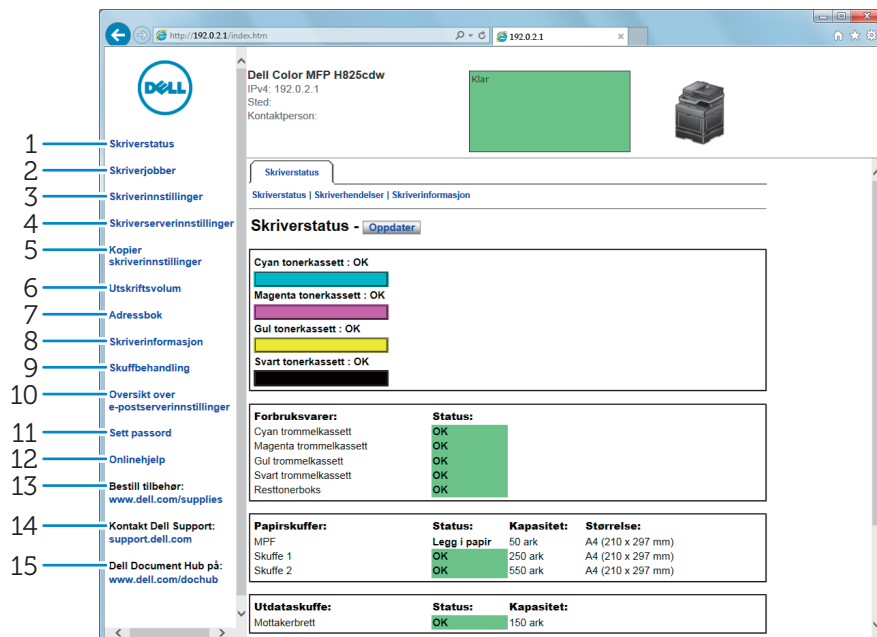 http://192.0.2.1/index.htm
192.0.2.1
DELL
Dell Color MFP H825cdw
IPv4: 192.0.2.1
Sted:
Kontaktperson:
Klar
1 Skriverstatus
2 Skriverjobber
3 Skriverinnstillinger
4 Skriverserverinnstillinger
5 Kopier
skriverinnstillinger
6 Utskriftsvolum
7 Adressbok
8 Skriverinformasjon
9 Skuffbehandling
10 Oversikt over
e-postserverinnstillinger
11 Sett passord
12 Onlinehjelp
13 Bestill tilbehør:
www.dell.com/supplies
14 Kontakt Dell Support:
support.dell.com
15 Dell Document Hub på:
www.dell.com/dochub
Skriverstatus
Skriverstatus | Skriverhendelser | Skriverinformasjon
Skriverstatus - Oppdater
Cyan tonerkassett : OK
Magenta tonerkassett : OK
Gul tonerkassett : OK
Svart tonerkassett : OK
Forbruksvarer: Status:
Cyan trommelkassett OK
Magenta trommelkassett OK
Gul trommelkassett OK
Svart trommelkassett OK
Resttonerboks OK
Papirskuffer: Status: Kapasitet: Størrelse:
MPF Legg i papir 50 ark A4 (210 x 297 mm)
Skuffe 1 OK 250 ark A4 (210 x 297 mm)
Skuffe 2 OK 550 ark A4 (210 x 297 mm)
Utdataskuffe: Status: Kapasitet:
Mottakerbrett OK 150 ark